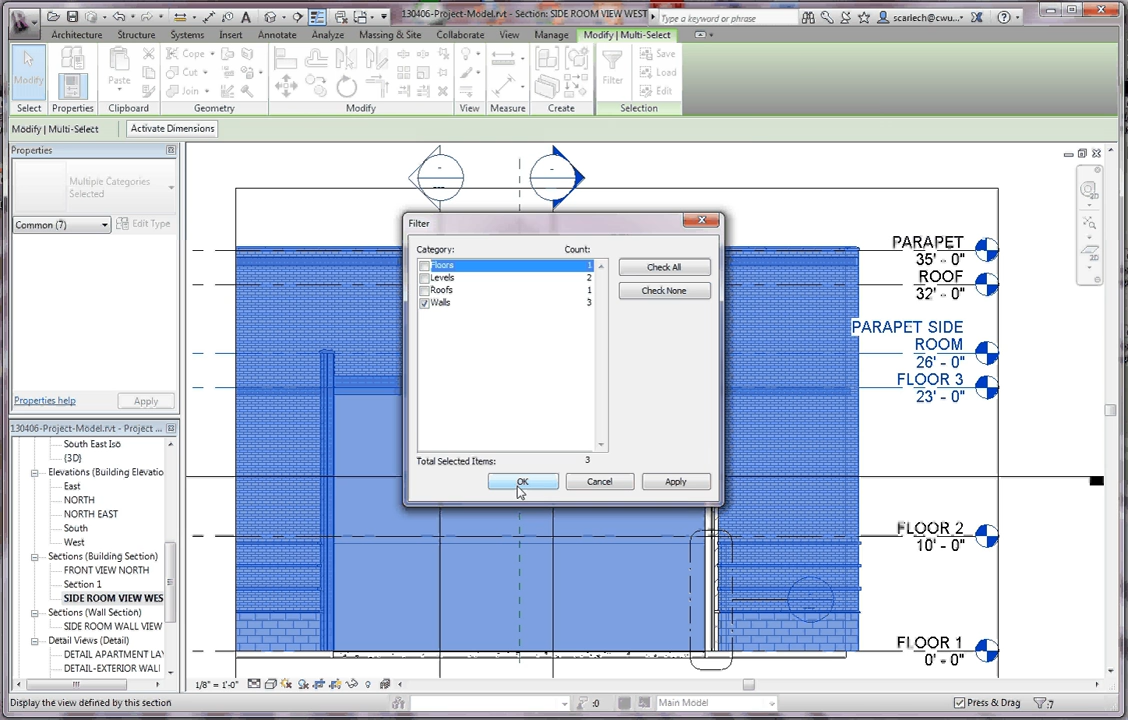 130406-Project-Model.rvt - Section: SIDE ROOM VIEW WEST
Type a keyword or phrase
scarlech@cwu...
Architecture Structure Systems Insert Annotate Analyze Massing & Site Collaborate View Manage Modify | Multi-Select
Modify
Paste
Cope
Cut
Join
Filter
Save
Load
Edit
Select Properties Clipboard Geometry Modify View Measure Create Selection
Modify | Multi-Select Activate Dimensions
Properties
Multiple Categories
Selected
Common (7)
Edit Type
Properties help
Apply
130406-Project-Model.rvt - Project ...
South East Iso
{3D}
Elevations (Building Elevatio
East
NORTH
NORTH EAST
South
West
Sections (Building Section)
FRONT VIEW NORTH
Section 1
SIDE ROOM VIEW WES
Sections (Wall Section)
SIDE ROOM WALL VIEW
Detail Views (Detail)
DETAIL APARTMENT LAY
DETAIL-EXTERIOR WALL
Filter
Category: Count:
Floors 1
Levels 2
Roofs 1
Walls 3
Check All
Check None
Total Selected Items: 3
OK Cancel Apply
PARAPET
35' - 0"
ROOF
32' - 0"
PARAPET SIDE
ROOM
26' - 0"
FLOOR 3
23' - 0"
FLOOR 2
10' - 0"
FLOOR 1
0' - 0"
2D
1/8" = 1'-0"
Display the view defined by this section
:0
Main Model
Press & Drag
:7